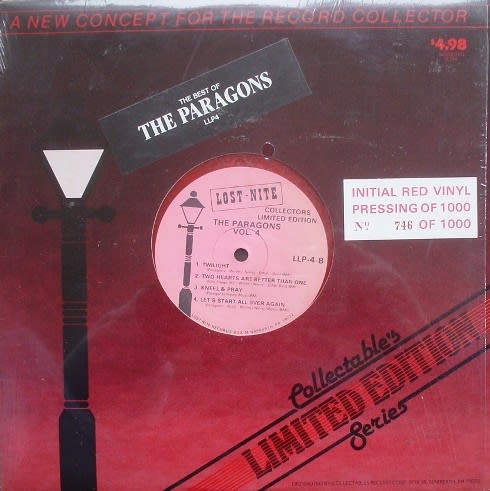 A NEW CONCEPT FOR THE RECORD COLLECTOR
$4.98
THE BEST OF
THE PARAGONS
LLP4
LOST-NITE
COLLECTORS
LIMITED EDITION
THE PARAGONS
VOL. 4
LLP-4-B
1. TWILIGHT
2. TWO HEARTS ARE BETTER THAN ONE
3. KNEEL & PRAY
4. LET'S START ALL OVER AGAIN
INITIAL RED VINYL
PRESSING OF 1000
Nº 746 OF 1000
Collectable's
LIMITED EDITION
Series